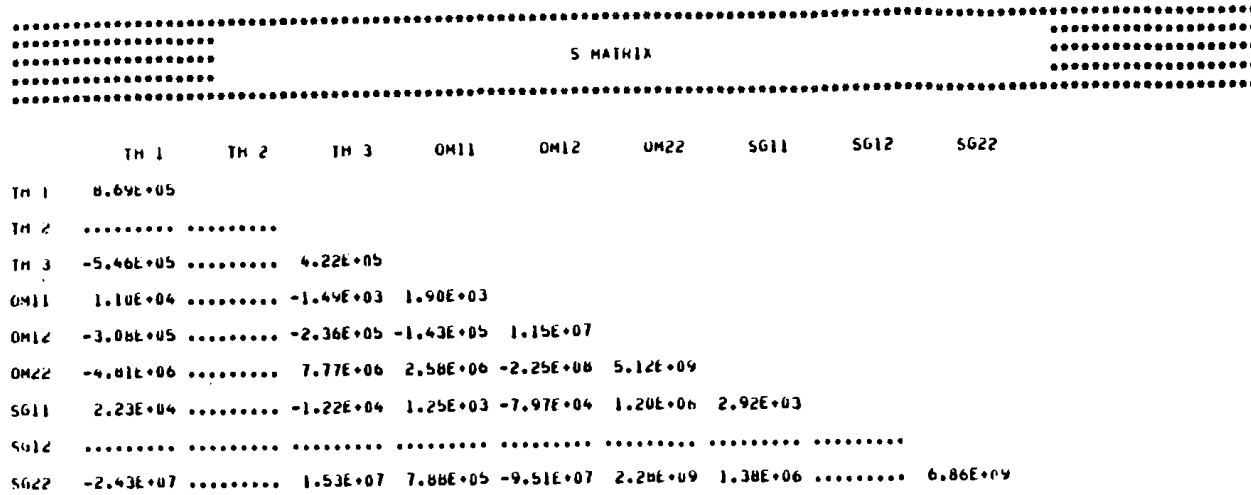 S MATRIX
TH 1 TH 2 TH 3 OM11 OM12 OM22 SG11 SG12 SG22
TH 1 8.69E+05
TH 2 ......... .........
TH 3 -5.46E+05 ......... 4.22E+05
OM11 1.10E+04 ......... -1.49E+03 1.90E+03
OM12 -3.08E+05 ......... -2.36E+05 -1.43E+05 1.15E+07
OM22 -4.81E+06 ......... 7.77E+06 2.58E+06 -2.25E+08 5.12E+09
SG11 2.23E+04 ......... -1.22E+04 1.25E+03 -7.97E+04 1.20E+06 2.92E+03
SG12 ......... ......... ......... ......... ......... ......... ......... .........
SG22 -2.43E+07 ......... 1.53E+07 7.88E+05 -9.51E+07 2.28E+09 1.38E+06 ......... 6.86E+09